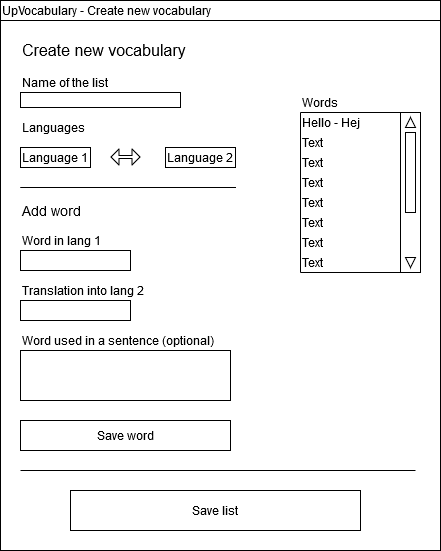 UpVocabulary - Create new vocabulary
Create new vocabulary
Name of the list
Languages
Language 1
Language 2
Add word
Word in lang 1
Translation into lang 2
Word used in a sentence (optional)
Save word
Words
Hello - Hej
Text
Text
Text
Text
Text
Text
Text
Save list